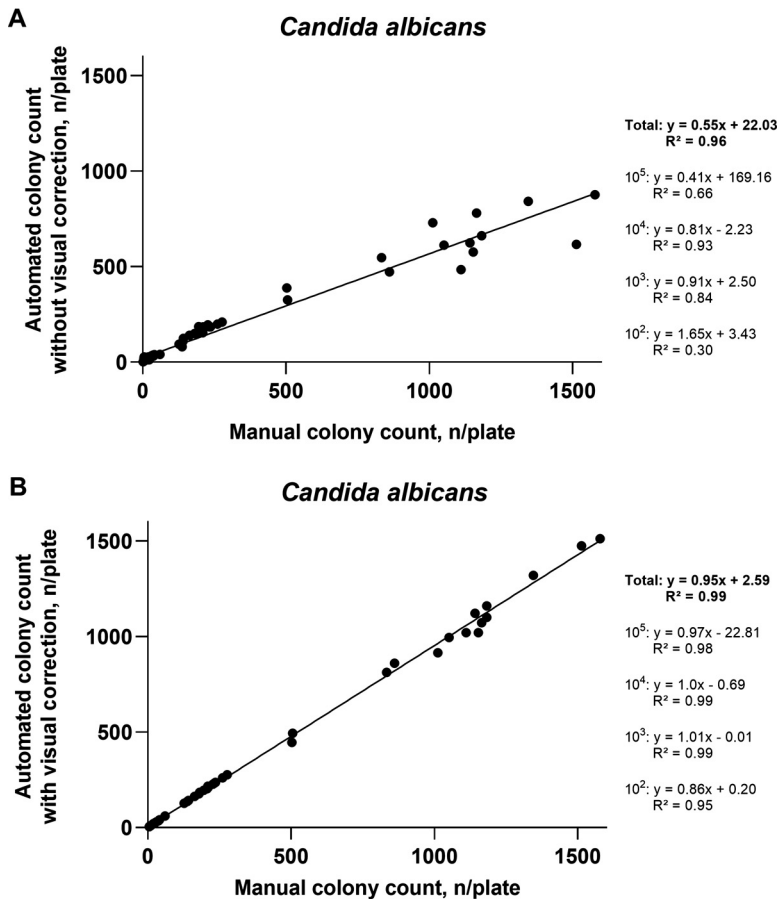 A
Candida albicans
Automated colony count
without visual correction, n/plate
1500
1000
500
0
0
500
1000
1500
Manual colony count, n/plate
Total: y = 0.55x + 22.03
R² = 0.96
10⁵: y = 0.41x + 169.16
R² = 0.66
10⁴: y = 0.81x - 2.23
R² = 0.93
10³: y = 0.91x + 2.50
R² = 0.84
10²: y = 1.65x + 3.43
R² = 0.30
B
Candida albicans
Automated colony count
with visual correction, n/plate
1500
1000
500
0
0
500
1000
1500
Manual colony count, n/plate
Total: y = 0.95x + 2.59
R² = 0.99
10⁵: y = 0.97x - 22.81
R² = 0.98
10⁴: y = 1.0x - 0.69
R² = 0.99
10³: y = 1.01x - 0.01
R² = 0.99
10²: y = 0.86x + 0.20
R² = 0.95